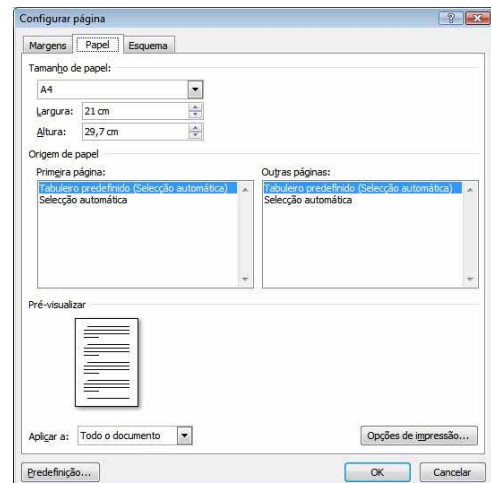 Configurar página
Margens Papel Esquema
Tamanho de papel:
A4
Largura: 21 cm
Altura: 29,7 cm
Origem de papel
Primeira página: Outras páginas:
Tabuleiro predefinido (Selecção automática) Tabuleiro predefinido (Selecção automática)
Selecção automática Selecção automática
Pré-visualizar
Aplicar a: Todo o documento Opções de impressão...
Predefinição... OK Cancelar